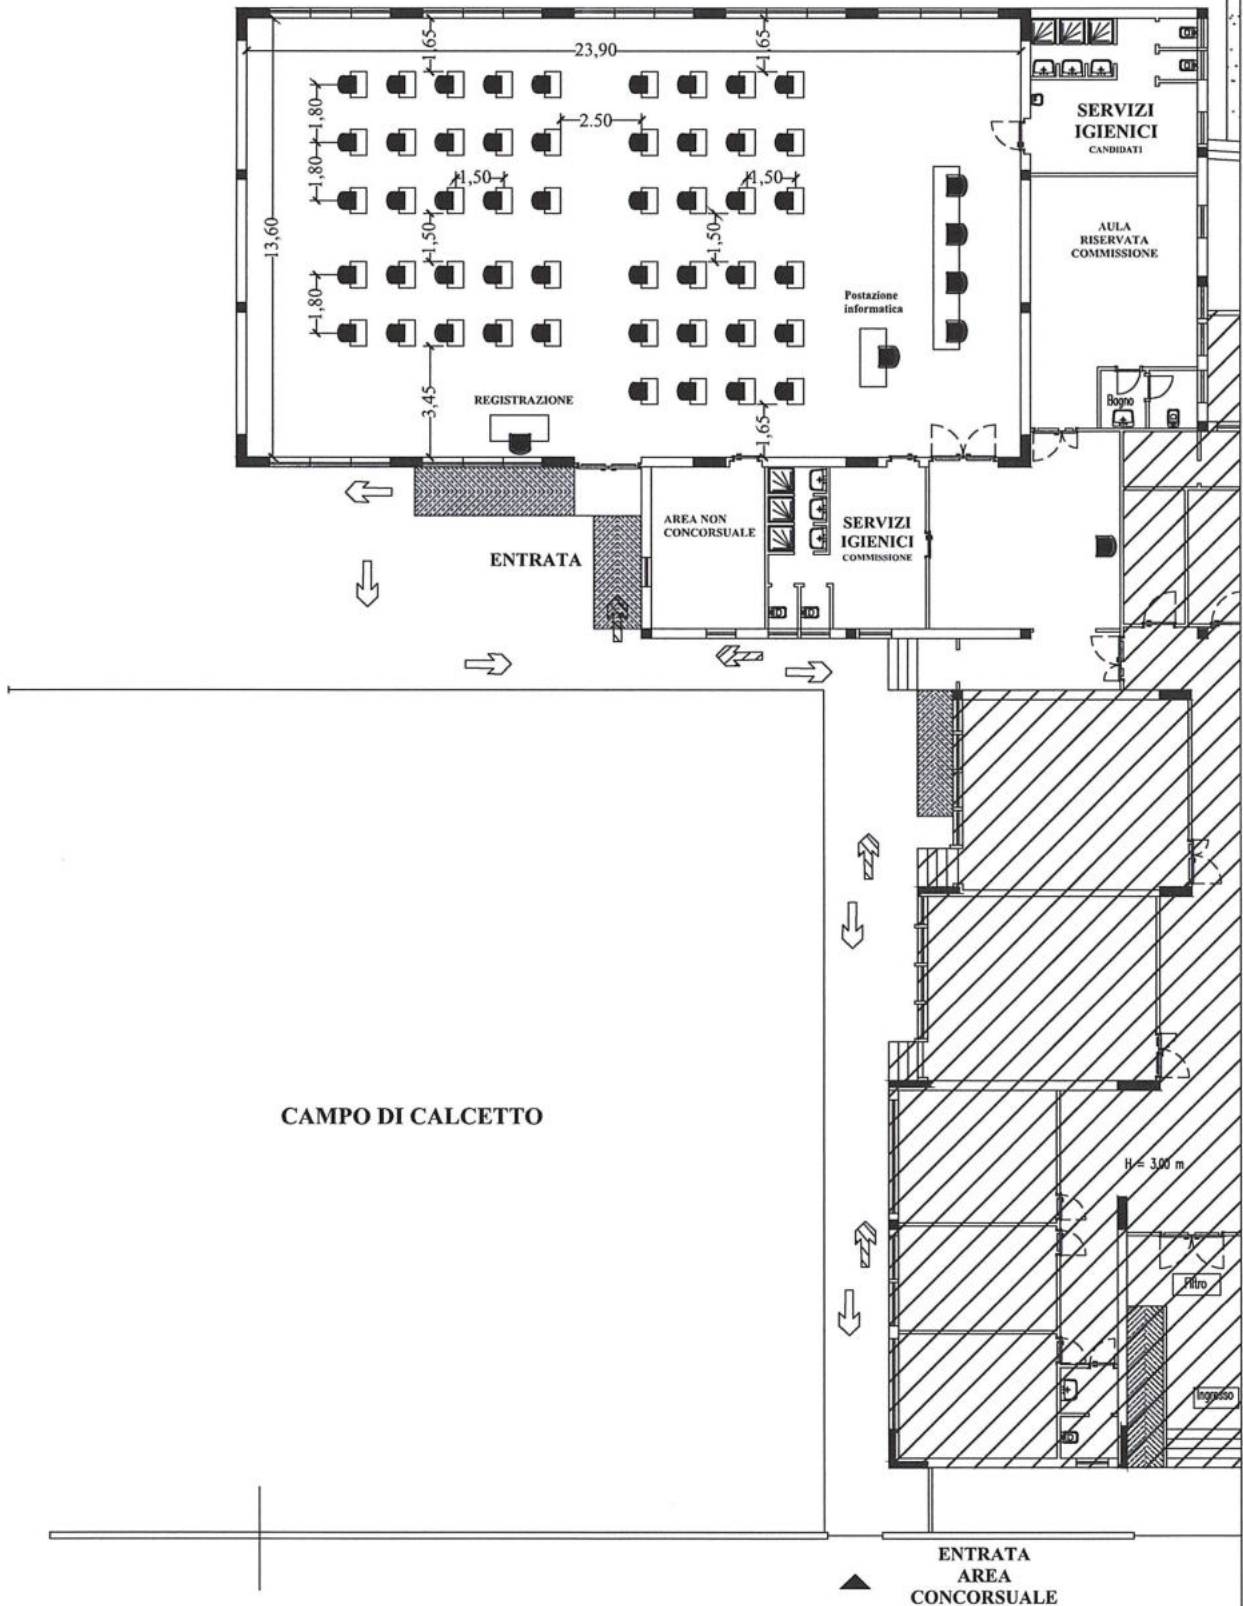 1,65
1,65
23,90
1,80
2.50
SERVIZI
IGIENICI
CANDIDATI
1,80
1,50
1,50
13,60
1,50
1,50
AULA
RISERVATA
COMMISSIONE
1,80
Postazione
informatica
3,45
REGISTRAZIONE
1,65
Bagno
AREA NON
CONCORSUALE
SERVIZI
IGIENICI
COMMISSIONE
ENTRATA
CAMPO DI CALCETTO
H = 3.00 m
Filtro
Ingresso
ENTRATA
AREA
CONCORSUALE